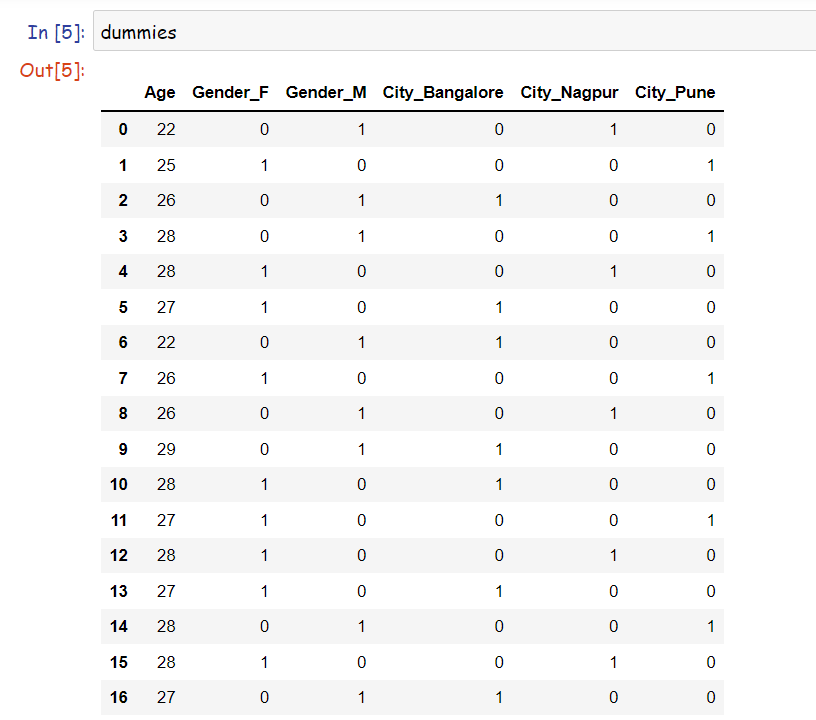 In [5]: dummies
Out[5]:
Age Gender_F Gender_M City_Bangalore City_Nagpur City_Pune
0 22 0 1 0 1 0
1 25 1 0 0 0 1
2 26 0 1 1 0 0
3 28 0 1 0 0 1
4 28 1 0 0 1 0
5 27 1 0 1 0 0
6 22 0 1 1 0 0
7 26 1 0 0 0 1
8 26 0 1 0 1 0
9 29 0 1 1 0 0
10 28 1 0 1 0 0
11 27 1 0 0 0 1
12 28 1 0 0 1 0
13 27 1 0 1 0 0
14 28 0 1 0 0 1
15 28 1 0 0 1 0
16 27 0 1 1 0 0